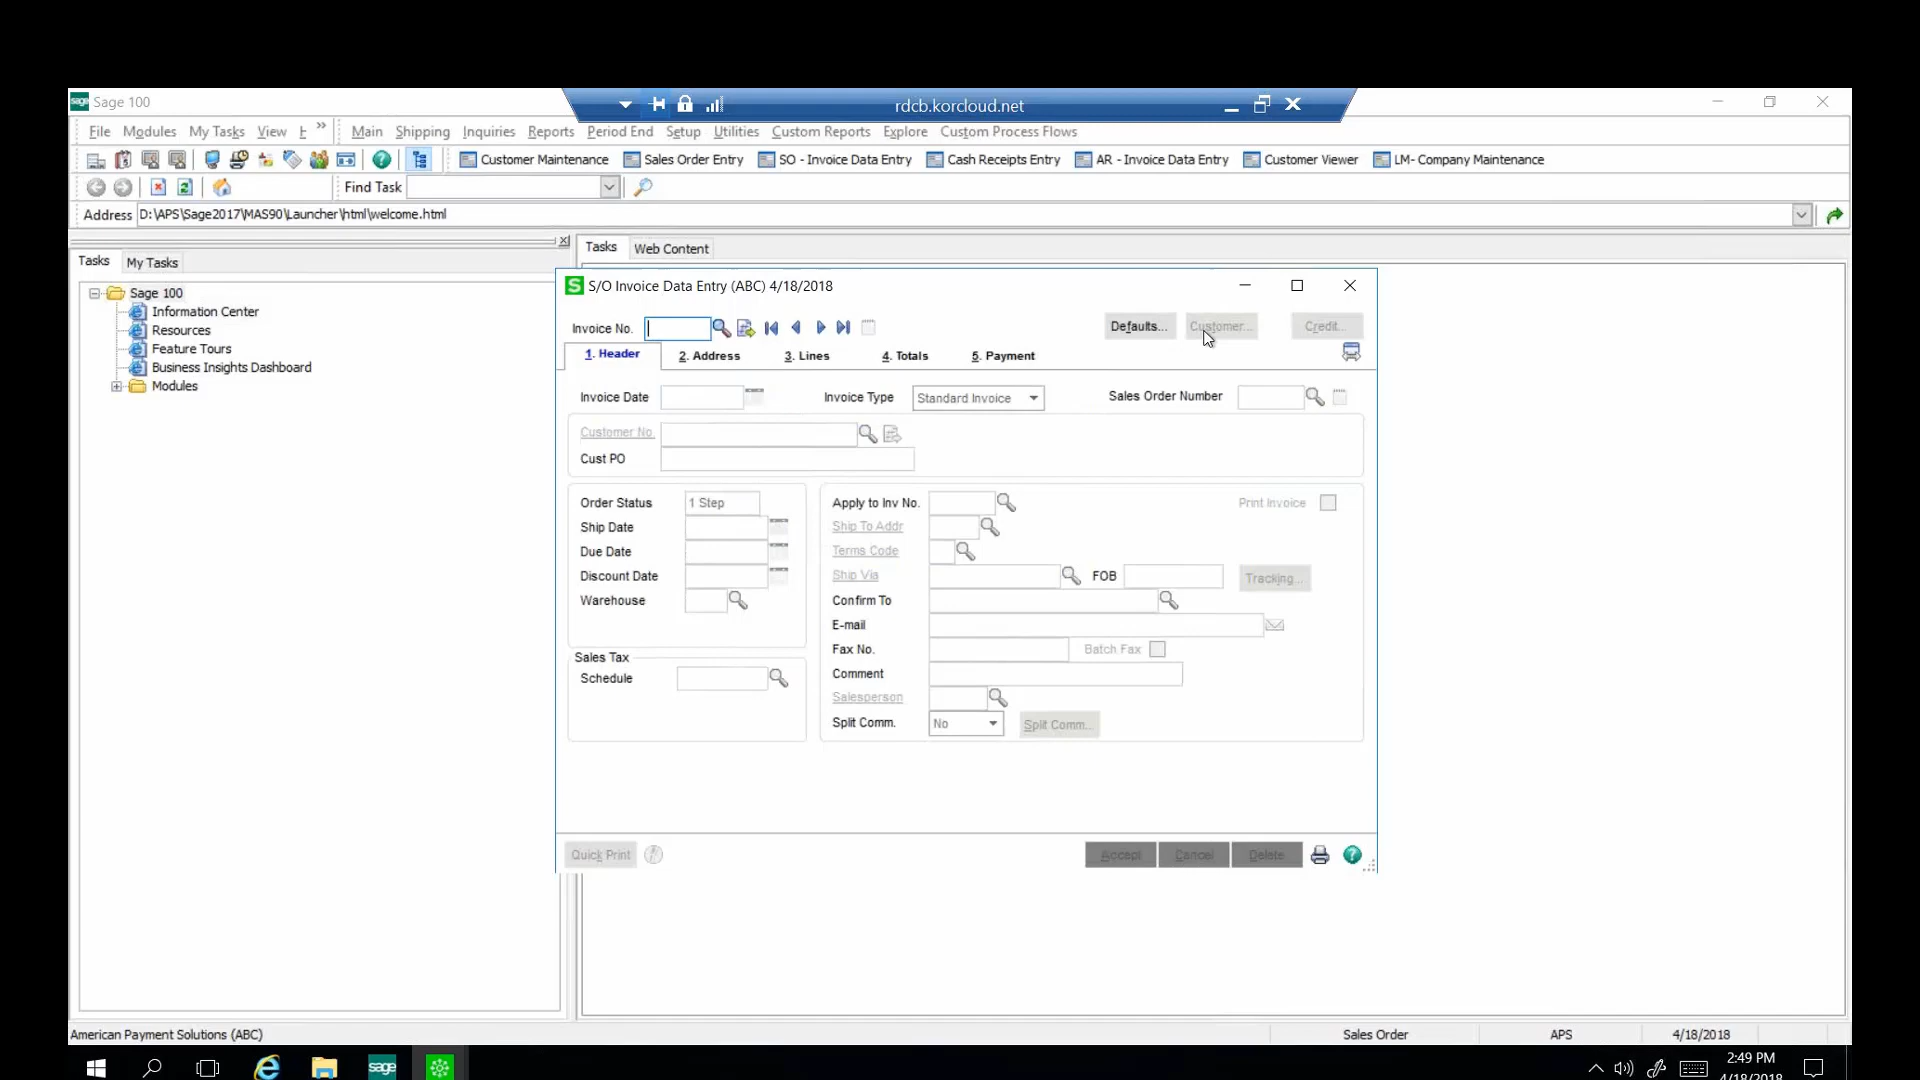 sage Sage 100
rdcb.korcloud.net
File Modules My Tasks View Main Shipping Inquiries Reports Period End Setup Utilities Custom Reports Explore Custom Process Flows
Customer Maintenance Sales Order Entry SO - Invoice Data Entry Cash Receipts Entry AR - Invoice Data Entry Customer Viewer LM- Company Maintenance
Find Task
Address D:\APS\Sage2017\MAS90\Launcher\html\welcome.html
Tasks My Tasks
Tasks Web Content
Sage 100
Information Center
Resources
Feature Tours
Business Insights Dashboard
Modules
S S/O Invoice Data Entry (ABC) 4/18/2018
Invoice No. Defaults... Customer... Credit...
1. Header 2. Address 3. Lines 4. Totals 5. Payment
Invoice Date Invoice Type Standard Invoice Sales Order Number
Customer No.
Cust PO
Order Status 1 Step
Ship Date
Due Date
Discount Date
Warehouse
Sales Tax
Schedule
Apply to Inv No. Print Invoice
Ship To Addr
Terms Code
Ship Via FOB Tracking...
Confirm To
E-mail
Fax No. Batch Fax
Comment
Salesperson
Split Comm. No Split Comm...
Quick Print Accept Cancel Delete
American Payment Solutions (ABC) Sales Order APS 4/18/2018
sage
2:49 PM
4/18/2018